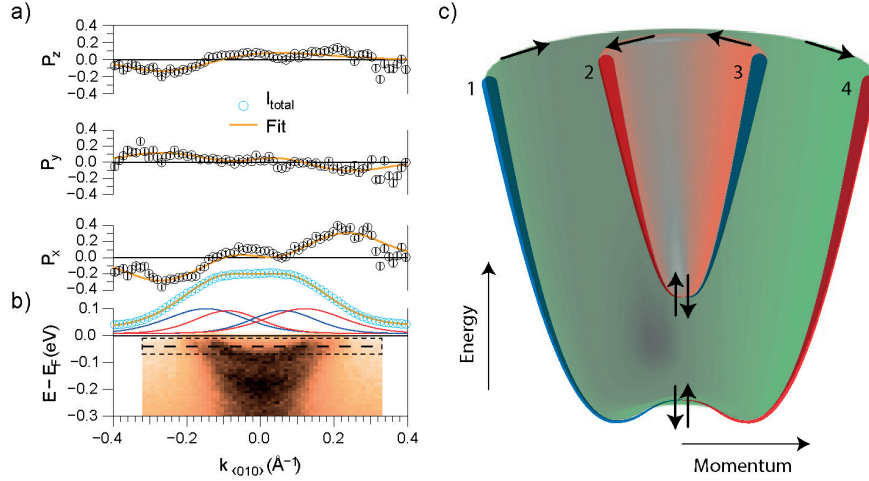 a)
0.4
0.2
0.0
−0.2
−0.4
P_z
I_total
Fit
0.4
0.2
0.0
−0.2
−0.4
P_y
0.4
0.2
0.0
−0.2
−0.4
P_x
b)
0.1
0.0
−0.1
−0.2
−0.3
E − E_F (eV)
−0.4 −0.2 0.0 0.2 0.4
k_⟨010⟩ (Å⁻¹)
c)
1 2 3 4
Energy
Momentum